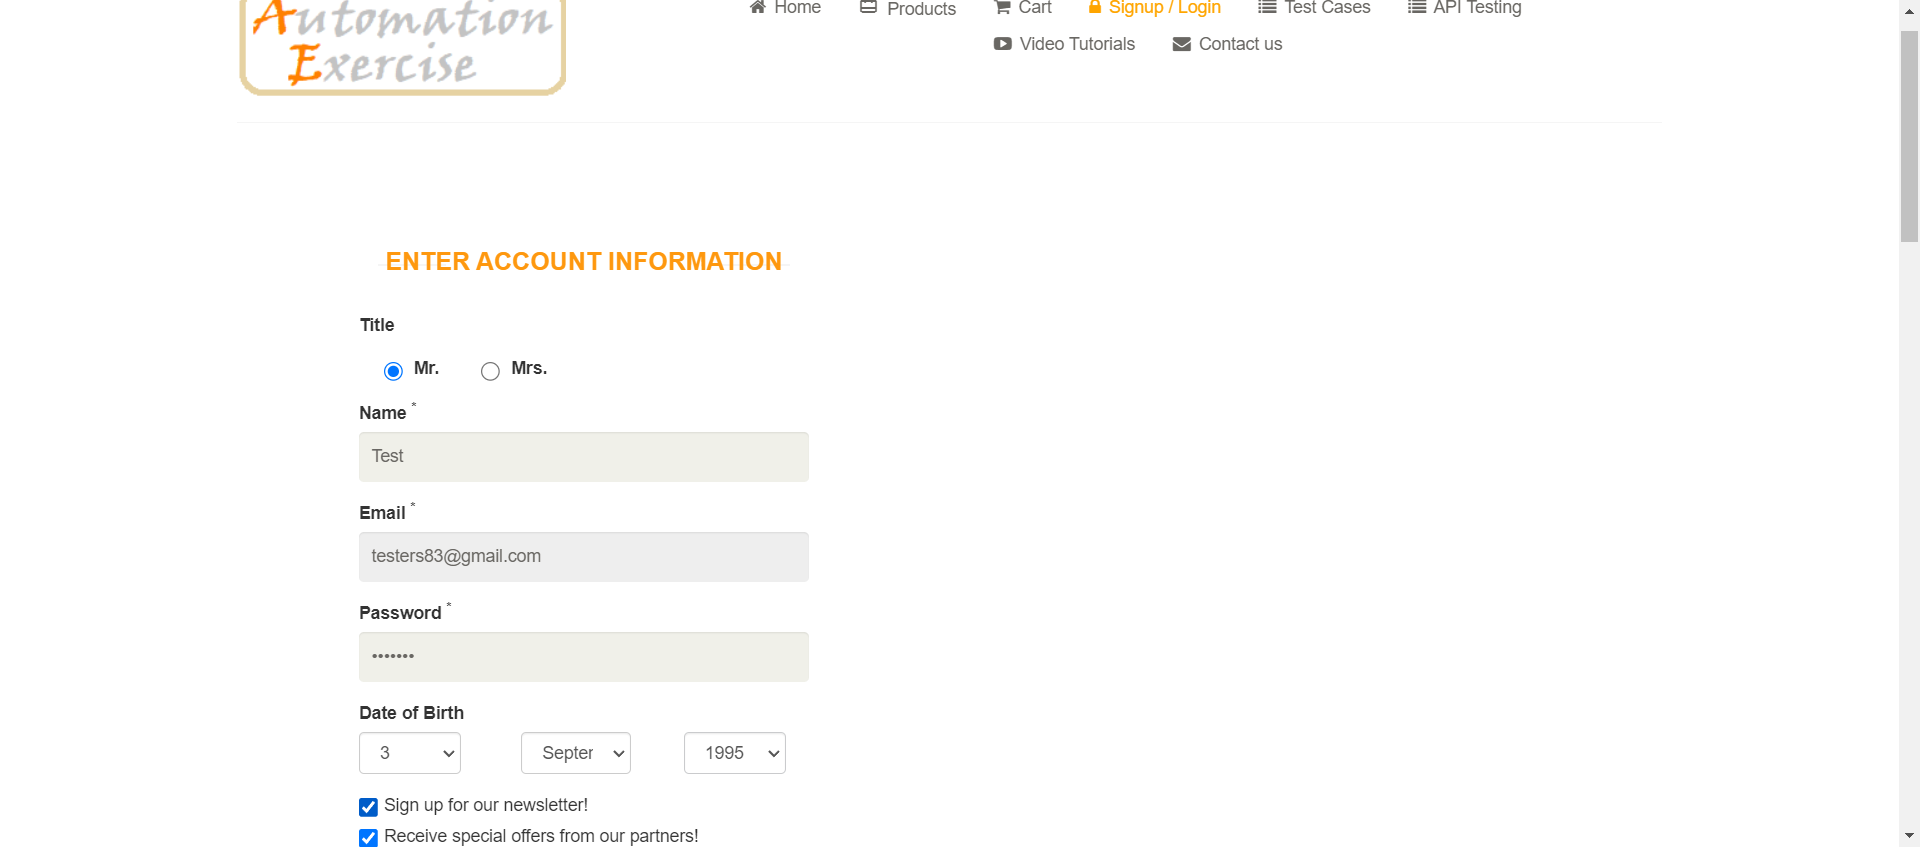 Automation
Exercise
Home Products Cart Signup / Login Test Cases API Testing
Video Tutorials Contact us
ENTER ACCOUNT INFORMATION
Title
Mr. Mrs.
Name *
Test
Email *
testers83@gmail.com
Password *
•••••••
Date of Birth
3 Septer 1995
Sign up for our newsletter!
Receive special offers from our partners!